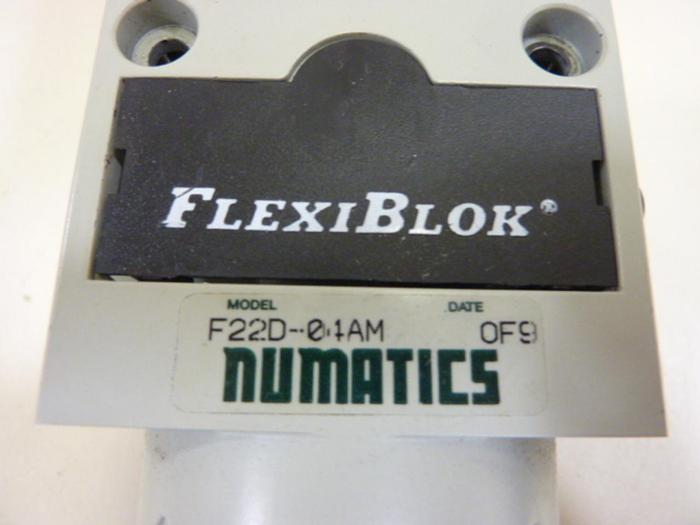 FLEXIBLOK®
MODEL DATE
F22D-04AM 0F9
NUMATICS